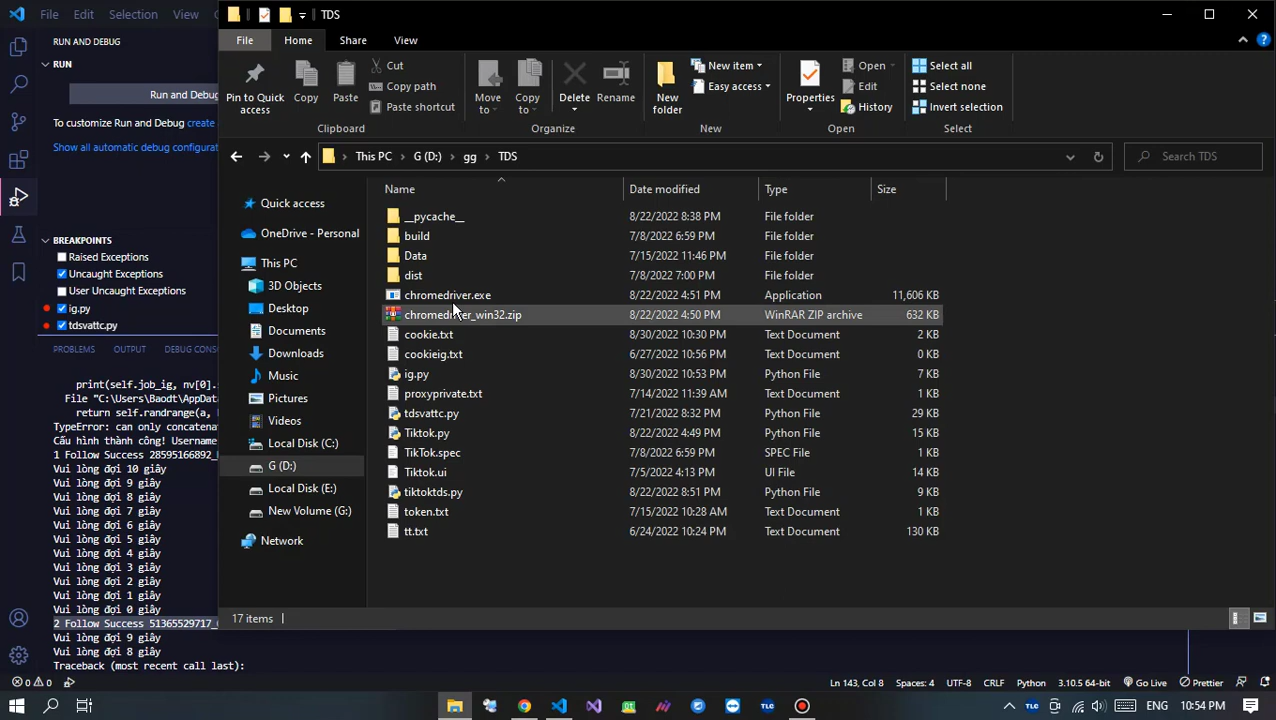 File Edit Selection View
TDS
RUN AND DEBUG
RUN
Run and Debug
To customize Run and Debug create
Show all automatic debug configurat
BREAKPOINTS
Raised Exceptions
Uncaught Exceptions
User Uncaught Exceptions
ig.py
tdsvattc.py
PROBLEMS OUTPUT DEBUG CONS
print(self.job_ig, nv[0].
File "C:\Users\Baodt\AppDat
return self.randrange(a,
TypeError: can only concatena
Cấu hình thành công! Username
1 Follow Success 28595166892_
Vui lòng đợi 10 giây
Vui lòng đợi 9 giây
Vui lòng đợi 8 giây
Vui lòng đợi 7 giây
Vui lòng đợi 6 giây
Vui lòng đợi 5 giây
Vui lòng đợi 4 giây
Vui lòng đợi 3 giây
Vui lòng đợi 2 giây
Vui lòng đợi 1 giây
Vui lòng đợi 0 giây
2 Follow Success 51365529717_
Vui lòng đợi 9 giây
Vui lòng đợi 8 giây
Traceback (most recent call last):
File Home Share View
Pin to Quick access
Copy
Paste
Cut
Copy path
Paste shortcut
Clipboard
Move to
Copy to
Delete
Rename
Organize
New folder
New item
Easy access
New
Properties
Open
Edit
History
Open
Select all
Select none
Invert selection
Select
This PC > G (D:) > gg > TDS
Search TDS
Quick access
OneDrive - Personal
This PC
3D Objects
Desktop
Documents
Downloads
Music
Pictures
Videos
Local Disk (C:)
G (D:)
Local Disk (E:)
New Volume (G:)
Network
Name Date modified Type Size
__pycache__ 8/22/2022 8:38 PM File folder
build 7/8/2022 6:59 PM File folder
Data 7/15/2022 11:46 PM File folder
dist 7/8/2022 7:00 PM File folder
chromedriver.exe 8/22/2022 4:51 PM Application 11,606 KB
chromedriver_win32.zip 8/22/2022 4:50 PM WinRAR ZIP archive 632 KB
cookie.txt 8/30/2022 10:30 PM Text Document 2 KB
cookieig.txt 6/27/2022 10:56 PM Text Document 0 KB
ig.py 8/30/2022 10:53 PM Python File 7 KB
proxyprivate.txt 7/14/2022 11:39 AM Text Document 1 KB
tdsvattc.py 7/21/2022 8:32 PM Python File 29 KB
Tiktok.py 8/22/2022 4:49 PM Python File 15 KB
TikTok.spec 7/8/2022 6:59 PM SPEC File 1 KB
Tiktok.ui 7/5/2022 4:13 PM UI File 14 KB
tiktoktds.py 8/22/2022 8:51 PM Python File 9 KB
token.txt 7/15/2022 10:28 AM Text Document 1 KB
tt.txt 6/24/2022 10:24 PM Text Document 130 KB
17 items
0 0 Ln 143, Col 8 Spaces: 4 UTF-8 CRLF Python 3.10.5 64-bit Go Live Prettier
TLC TLC ENG 10:54 PM